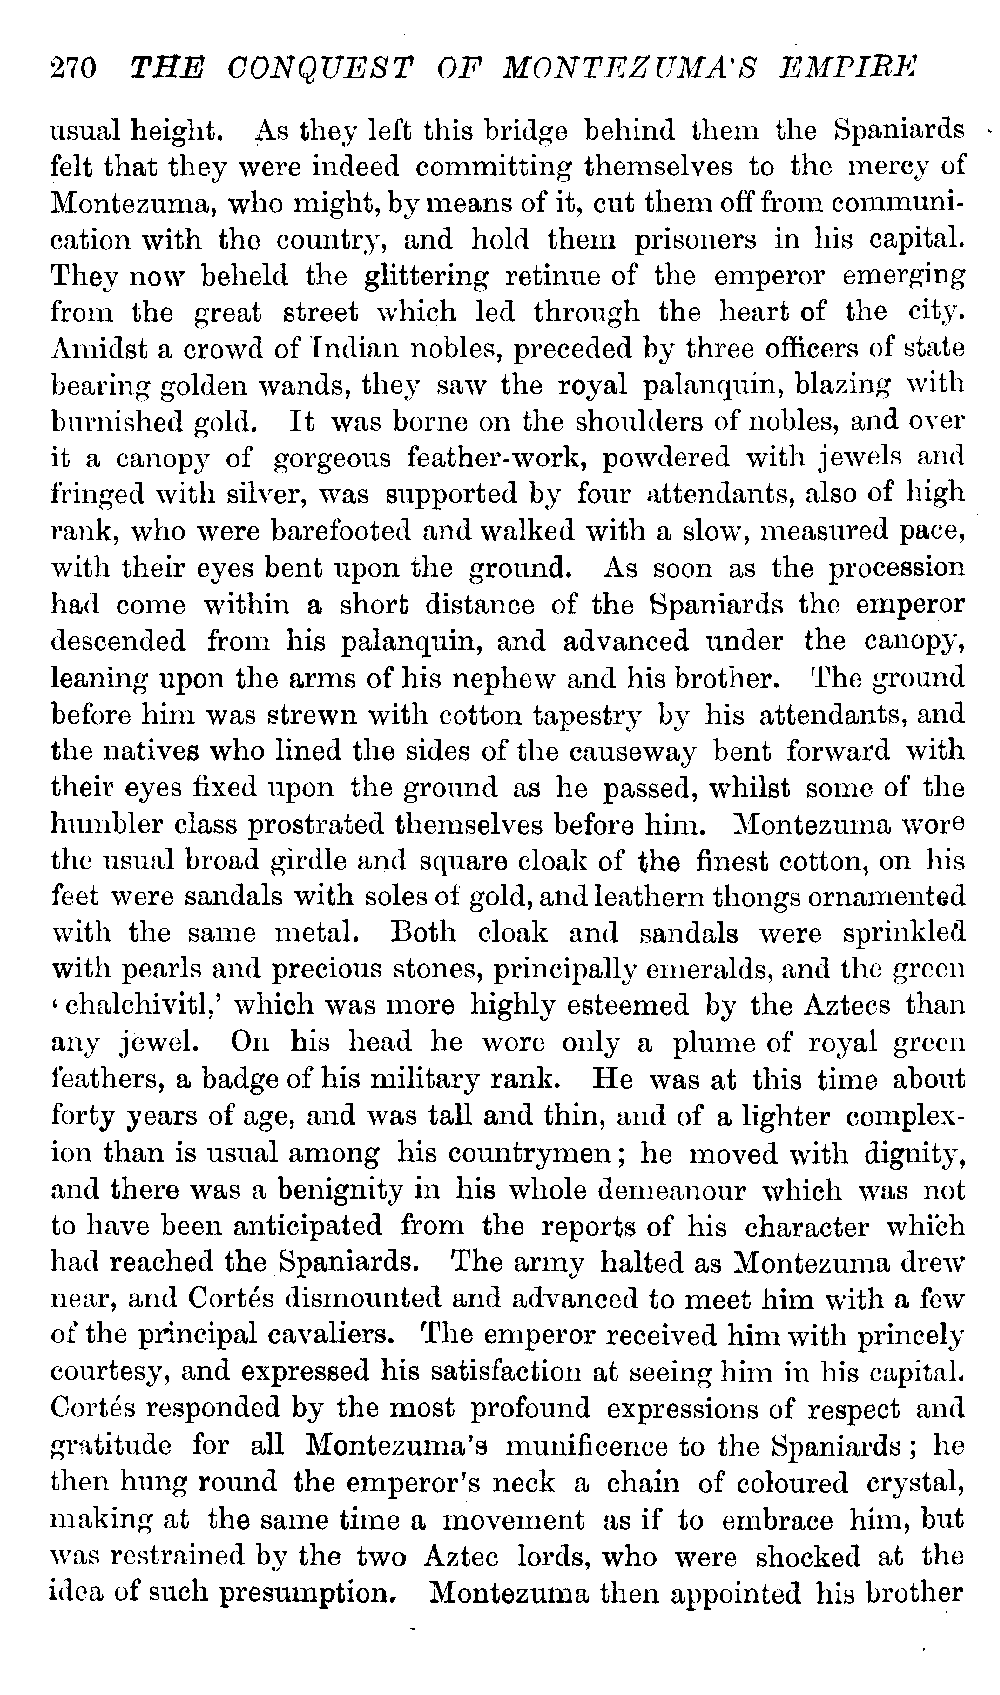 270 THE CONQUEST OF MONTEZUMA'S EMPIRE
usual height. As they left this bridge behind them the Spaniards
felt that they were indeed committing themselves to the mercy of
Montezuma, who might, by means of it, cut them off from communi-
cation with the country, and hold them prisoners in his capital.
They now beheld the glittering retinue of the emperor emerging
from the great street which led through the heart of the city.
Amidst a crowd of Indian nobles, preceded by three officers of state
bearing golden wands, they saw the royal palanquin, blazing with
burnished gold. It was borne on the shoulders of nobles, and over
it a canopy of gorgeous feather-work, powdered with jewels and
fringed with silver, was supported by four attendants, also of high
rank, who were barefooted and walked with a slow, measured pace,
with their eyes bent upon the ground. As soon as the procession
had come within a short distance of the Spaniards the emperor
descended from his palanquin, and advanced under the canopy,
leaning upon the arms of his nephew and his brother. The ground
before him was strewn with cotton tapestry by his attendants, and
the natives who lined the sides of the causeway bent forward with
their eyes fixed upon the ground as he passed, whilst some of the
humbler class prostrated themselves before him. Montezuma wore
the usual broad girdle and square cloak of the finest cotton, on his
feet were sandals with soles of gold, and leathern thongs ornamented
with the same metal. Both cloak and sandals were sprinkled
with pearls and precious stones, principally emeralds, and the green
‘chalchivitl,’ which was more highly esteemed by the Aztecs than
any jewel. On his head he wore only a plume of royal green
feathers, a badge of his military rank. He was at this time about
forty years of age, and was tall and thin, and of a lighter complex-
ion than is usual among his countrymen; he moved with dignity,
and there was a benignity in his whole demeanour which was not
to have been anticipated from the reports of his character which
had reached the Spaniards. The army halted as Montezuma drew
near, and Cortés dismounted and advanced to meet him with a few
of the principal cavaliers. The emperor received him with princely
courtesy, and expressed his satisfaction at seeing him in his capital.
Cortés responded by the most profound expressions of respect and
gratitude for all Montezuma's munificence to the Spaniards; he
then hung round the emperor's neck a chain of coloured crystal,
making at the same time a movement as if to embrace him, but
was restrained by the two Aztec lords, who were shocked at the
idea of such presumption. Montezuma then appointed his brother